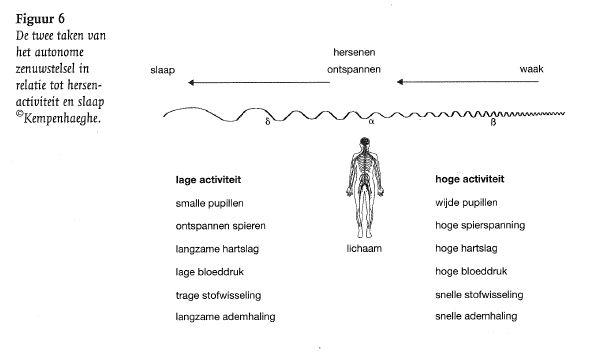 Figuur 6
De twee taken van
het autonome
zenuwstelsel in
relatie tot hersen-
activiteit en slaap
©Kempenhaeghe.
hersenen
slaap ontspannen waak
δ α β
lage activiteit
smalle pupillen
ontspannen spieren
langzame hartslag
lage bloeddruk
trage stofwisseling
langzame ademhaling
lichaam
hoge activiteit
wijde pupillen
hoge spierspanning
hoge hartslag
hoge bloeddruk
snelle stofwisseling
snelle ademhaling